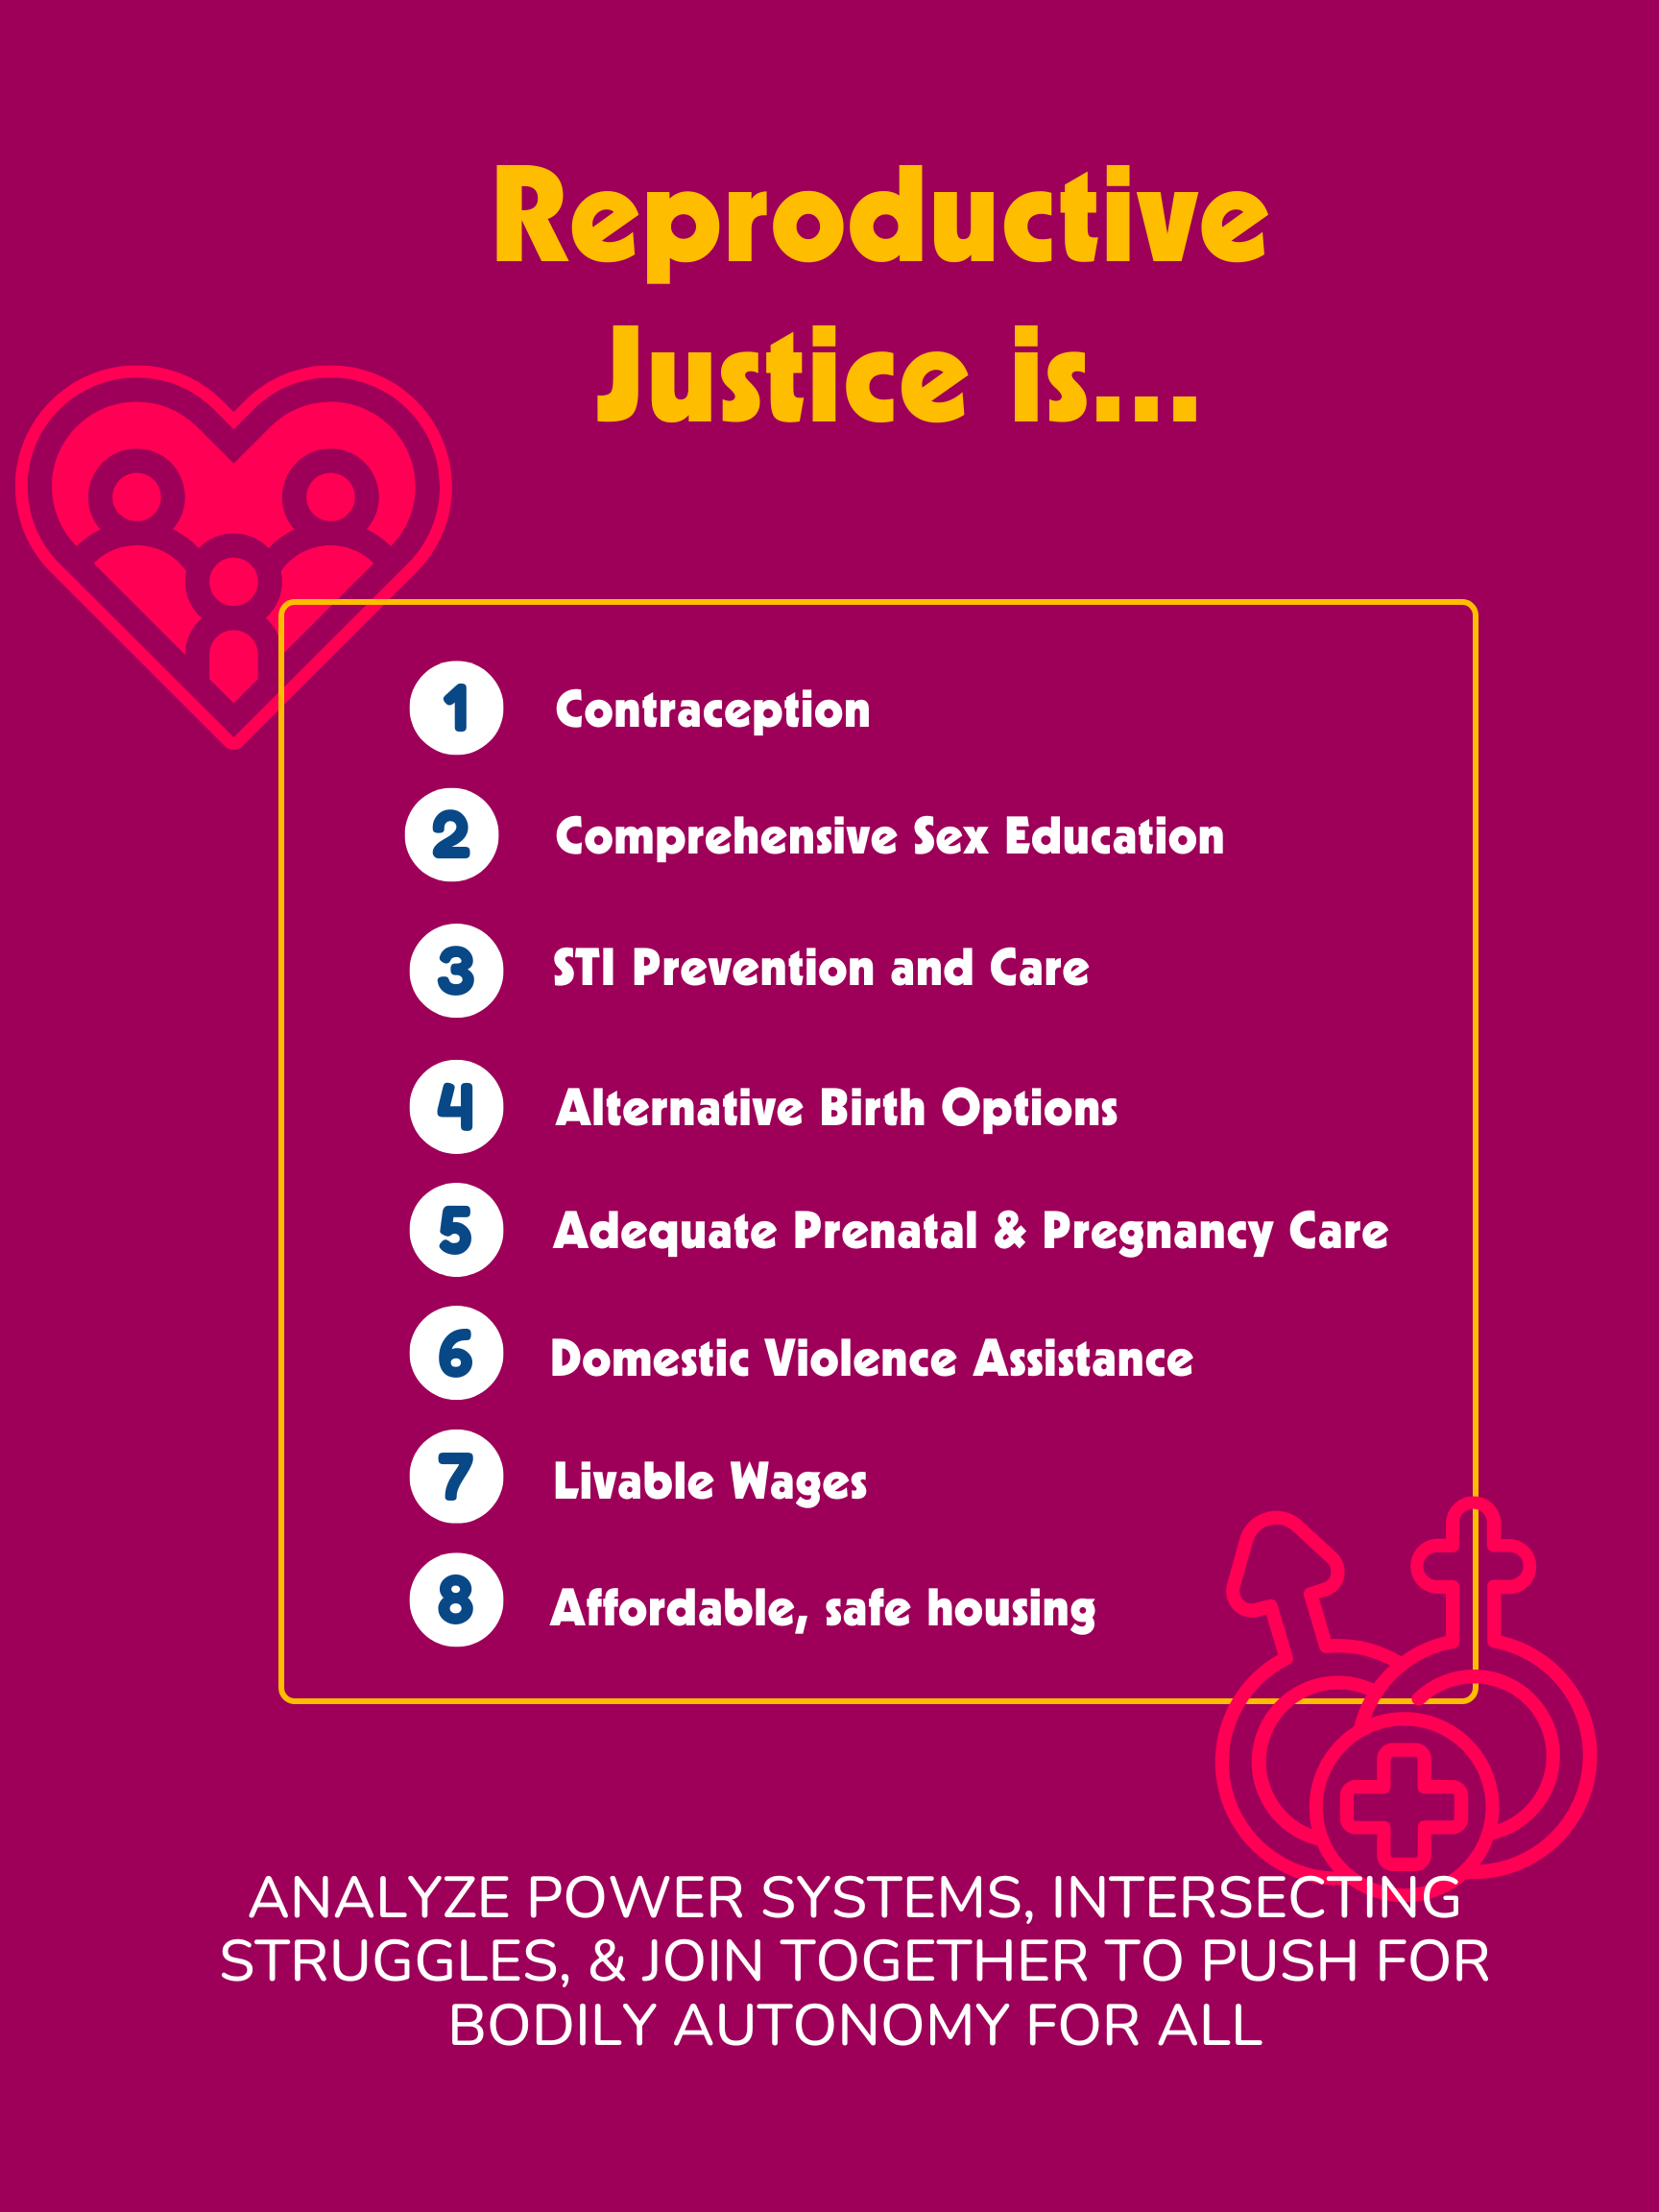 Reproductive
Justice is...
1 Contraception
2 Comprehensive Sex Education
3 STI Prevention and Care
4 Alternative Birth Options
5 Adequate Prenatal & Pregnancy Care
6 Domestic Violence Assistance
7 Livable Wages
8 Affordable, safe housing
ANALYZE POWER SYSTEMS, INTERSECTING
STRUGGLES, & JOIN TOGETHER TO PUSH FOR
BODILY AUTONOMY FOR ALL